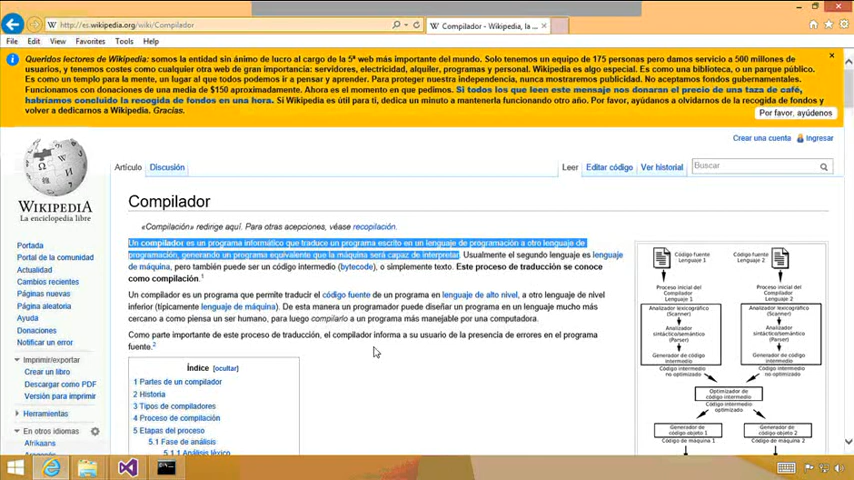 http://es.wikipedia.org/wiki/Compilador
Compilador - Wikipedia, la ...
File Edit View Favorites Tools Help
Queridos lectores de Wikipedia: somos la entidad sin ánimo de lucro al cargo de la 5ª web más importante del mundo. Solo tenemos un equipo de 175 personas pero damos servicio a 500 millones de
usuarios, y tenemos costes como cualquier otra web de gran importancia: servidores, electricidad, alquiler, programas y personal. Wikipedia es algo especial. Es como una biblioteca, o un parque público.
Es como un templo para la mente, un lugar al que todos podemos ir a pensar y aprender. Para proteger nuestra independencia, nunca mostraremos publicidad. No aceptamos fondos gubernamentales.
Funcionamos con donaciones de una media de $150 aproximadamente. Ahora es el momento en que pedimos. Si todos los que leen este mensaje nos donaran el precio de una taza de café,
habríamos concluido la recogida de fondos en una hora. Si Wikipedia es útil para ti, dedica un minuto a mantenerla funcionando otro año. Por favor, ayúdanos a olvidarnos de la recogida de fondos y
volver a dedicarnos a Wikipedia. Gracias.
Por favor, ayúdenos
Crear una cuenta Ingresar
Artículo Discusión Leer Editar código Ver historial Buscar
WIKIPEDIA
La enciclopedia libre
Portada
Portal de la comunidad
Actualidad
Cambios recientes
Páginas nuevas
Página aleatoria
Ayuda
Donaciones
Notificar un error
Imprimir/exportar
Crear un libro
Descargar como PDF
Versión para imprimir
Herramientas
En otros idiomas
Afrikaans
Compilador
«Compilación» redirige aquí. Para otras acepciones, véase recopilación.
Un compilador es un programa informático que traduce un programa escrito en un lenguaje de programación a otro lenguaje de
programación, generando un programa equivalente que la máquina será capaz de interpretar. Usualmente el segundo lenguaje es lenguaje
de máquina, pero también puede ser un código intermedio (bytecode), o simplemente texto. Este proceso de traducción se conoce
como compilación.1
Un compilador es un programa que permite traducir el código fuente de un programa en lenguaje de alto nivel, a otro lenguaje de nivel
inferior (típicamente lenguaje de máquina). De esta manera un programador puede diseñar un programa en un lenguaje mucho más
cercano a como piensa un ser humano, para luego compilarlo a un programa más manejable por una computadora.
Como parte importante de este proceso de traducción, el compilador informa a su usuario de la presencia de errores en el programa
fuente.2
Índice [ocultar]
1 Partes de un compilador
2 Historia
3 Tipos de compiladores
4 Proceso de compilación
5 Etapas del proceso
5.1 Fase de análisis
5.1.1 Análisis léxico
Código fuente
Lenguaje 1
Proceso inicial del
Compilador
Lenguaje 1
Analizador lexicográfico
(Scanner)
Analizador
sintáctico/semántico
(Parser)
Generador de código
intermedio
Código intermedio
no optimizado
Código fuente
Lenguaje 2
Proceso inicial del
Compilador
Lenguaje 2
Analizador lexicográfico
(Scanner)
Analizador
sintáctico/semántico
(Parser)
Generador de código
intermedio
Código intermedio
no optimizado
Optimizador de
código intermedio
Código intermedio
optimizado
Generador de
código objeto 1
Código de máquina 1
Generador de
código objeto 2
Código de máquina 2